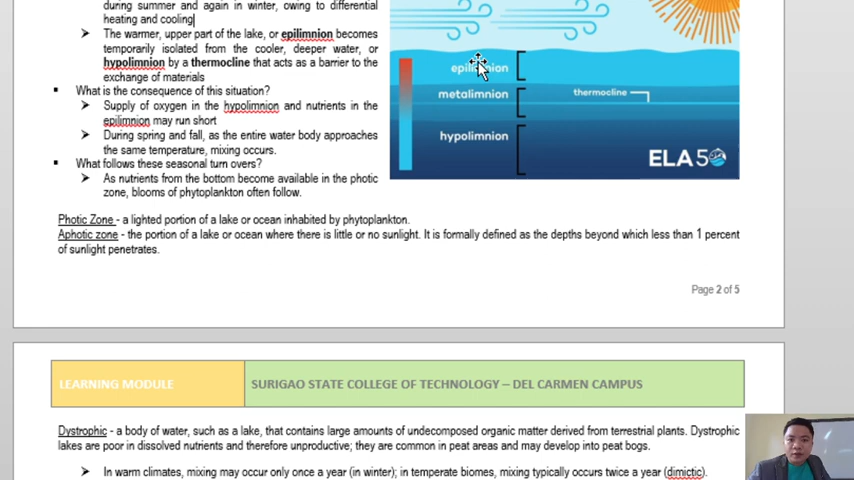 during summer and again in winter, owing to differential
heating and cooling
➢ The warmer, upper part of the lake, or epilimnion becomes
temporarily isolated from the cooler, deeper water, or
hypolimnion by a thermocline that acts as a barrier to the
exchange of materials
▪ What is the consequence of this situation?
➢ Supply of oxygen in the hypolimnion and nutrients in the
epilimnion may run short
➢ During spring and fall, as the entire water body approaches
the same temperature, mixing occurs.
▪ What follows these seasonal turn overs?
➢ As nutrients from the bottom become available in the photic
zone, blooms of phytoplankton often follow.
epilimnion
metalimnion
thermocline
hypolimnion
ELA50
Photic Zone - a lighted portion of a lake or ocean inhabited by phytoplankton.
Aphotic zone - the portion of a lake or ocean where there is little or no sunlight. It is formally defined as the depths beyond which less than 1 percent
of sunlight penetrates.
Page 2 of 5
LEARNING MODULE
SURIGAO STATE COLLEGE OF TECHNOLOGY – DEL CARMEN CAMPUS
Dystrophic - a body of water, such as a lake, that contains large amounts of undecomposed organic matter derived from terrestrial plants. Dystrophic
lakes are poor in dissolved nutrients and therefore unproductive; they are common in peat areas and may develop into peat bogs.
➢ In warm climates, mixing may occur only once a year (in winter); in temperate biomes, mixing typically occurs twice a year (dimictic).